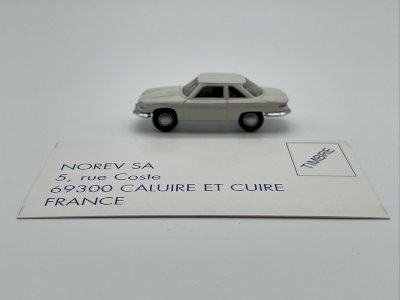 NOREV SA
5, rue Coste
69300 CALUIRE ET CUIRE
FRANCE
TIMBRE